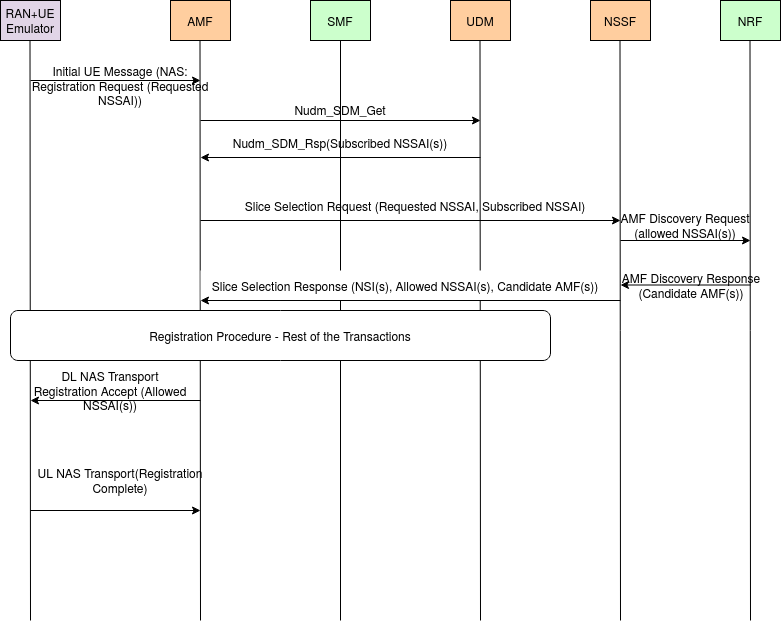 RAN+UE
Emulator
AMF
SMF
UDM
NSSF
NRF
Initial UE Message (NAS:
Registration Request (Requested
NSSAI))
Nudm_SDM_Get
Nudm_SDM_Rsp(Subscribed NSSAI(s))
Slice Selection Request (Requested NSSAI, Subscribed NSSAI)
AMF Discovery Request
(allowed NSSAI(s))
AMF Discovery Response
(Candidate AMF(s))
Slice Selection Response (NSI(s), Allowed NSSAI(s), Candidate AMF(s))
Registration Procedure - Rest of the Transactions
DL NAS Transport
Registration Accept (Allowed
NSSAI(s))
UL NAS Transport(Registration
Complete)